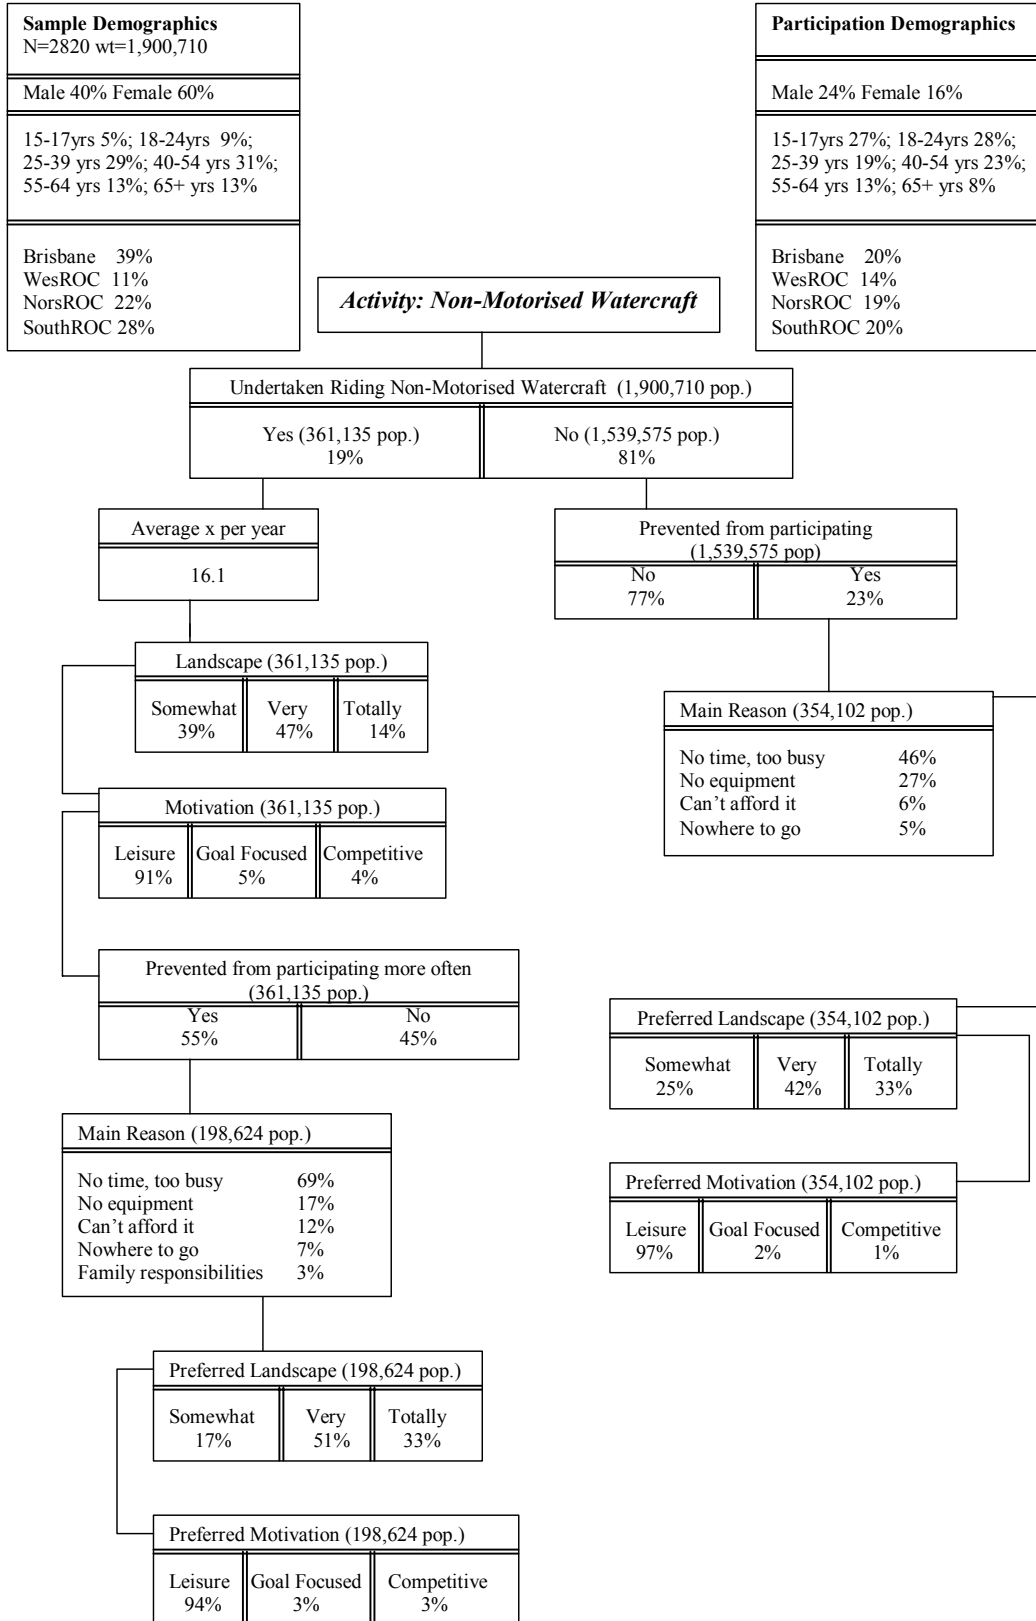 Sample Demographics
N=2820 wt=1,900,710
Male 40% Female 60%
15-17yrs 5%; 18-24yrs 9%;
25-39 yrs 29%; 40-54 yrs 31%;
55-64 yrs 13%; 65+ yrs 13%
Brisbane 39%
WesROC 11%
NorsROC 22%
SouthROC 28%
Participation Demographics
Male 24% Female 16%
15-17yrs 27%; 18-24yrs 28%;
25-39 yrs 19%; 40-54 yrs 23%;
55-64 yrs 13%; 65+ yrs 8%
Brisbane 20%
WesROC 14%
NorsROC 19%
SouthROC 20%
Activity: Non-Motorised Watercraft
Undertaken Riding Non-Motorised Watercraft (1,900,710 pop.)
Yes (361,135 pop.) No (1,539,575 pop.)
19% 81%
Average x per year
16.1
Prevented from participating
(1,539,575 pop)
No Yes
77% 23%
Landscape (361,135 pop.)
Somewhat Very Totally
39% 47% 14%
Main Reason (354,102 pop.)
No time, too busy 46%
No equipment 27%
Can't afford it 6%
Nowhere to go 5%
Motivation (361,135 pop.)
Leisure Goal Focused Competitive
91% 5% 4%
Prevented from participating more often
(361,135 pop.)
Yes No
55% 45%
Preferred Landscape (354,102 pop.)
Somewhat Very Totally
25% 42% 33%
Main Reason (198,624 pop.)
No time, too busy 69%
No equipment 17%
Can't afford it 12%
Nowhere to go 7%
Family responsibilities 3%
Preferred Motivation (354,102 pop.)
Leisure Goal Focused Competitive
97% 2% 1%
Preferred Landscape (198,624 pop.)
Somewhat Very Totally
17% 51% 33%
Preferred Motivation (198,624 pop.)
Leisure Goal Focused Competitive
94% 3% 3%